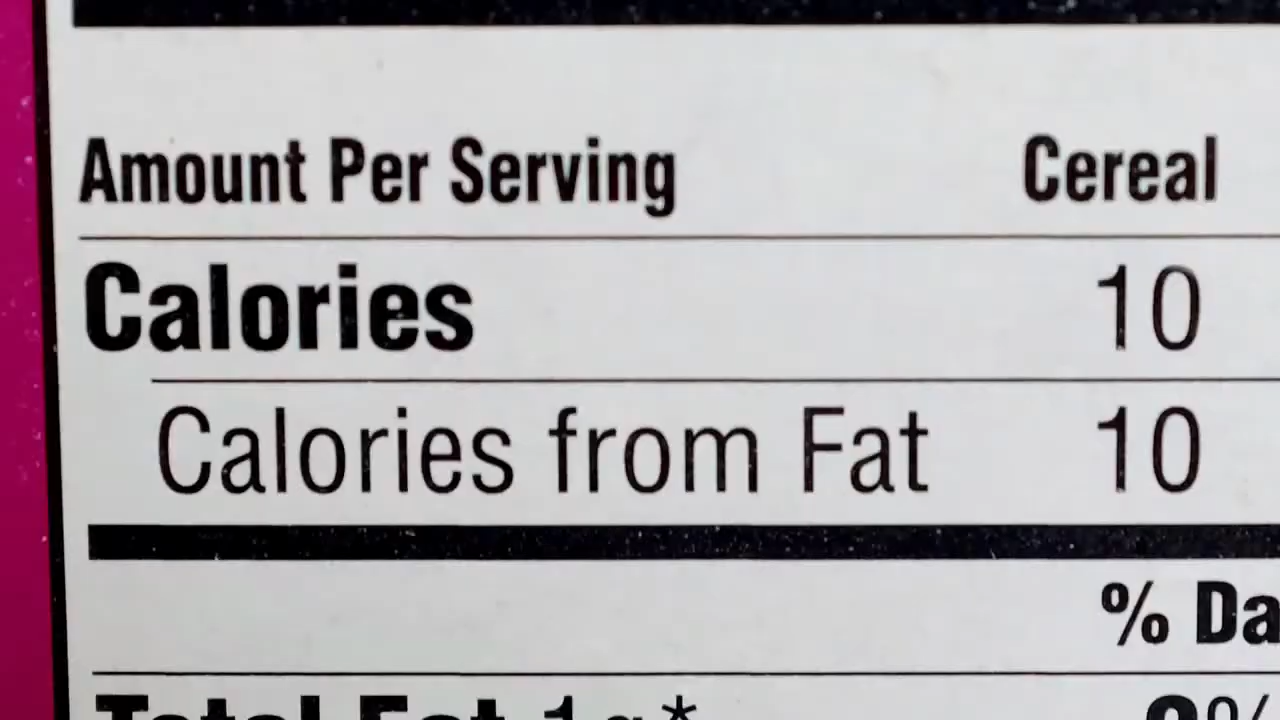 Amount Per Serving Cereal
Calories 10
Calories from Fat 10
% Da
Total Fat 1g*